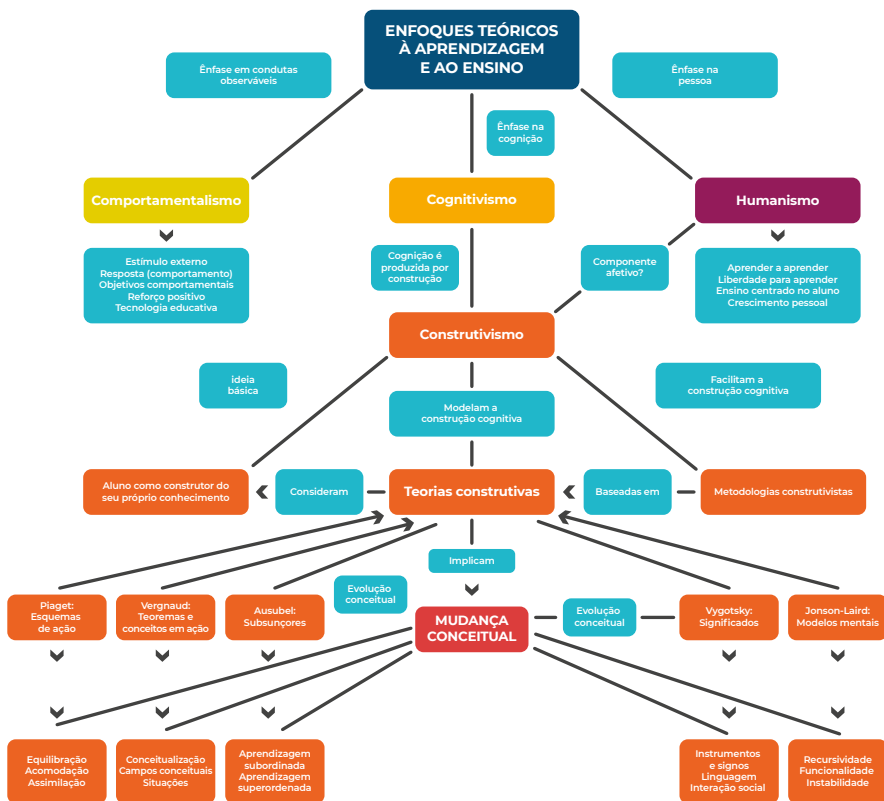 ENFOQUES TEÓRICOS
À APRENDIZAGEM
E AO ENSINO
Ênfase em condutas
observáveis
Ênfase na
pessoa
Ênfase na
cognição
Comportamentalismo
Cognitivismo
Humanismo
Estímulo externo
Resposta (comportamento)
Objetivos comportamentais
Reforço positivo
Tecnologia educativa
Cognição é
produzida por
construção
Componente
afetivo?
Aprender a aprender
Liberdade para aprender
Ensino centrado no aluno
Crescimento pessoal
Construtivismo
ideia
básica
Modelam a
construção cognitiva
Facilitam a
construção cognitiva
Aluno como construtor do
seu próprio conhecimento
Consideram
Teorias construtivas
Baseadas em
Metodologias construtivistas
Implicam
Piaget:
Esquemas
de ação
Vergnaud:
Teoremas e
conceitos em ação
Ausubel:
Subsunçores
Evolução
conceitual
MUDANÇA
CONCEITUAL
Evolução
conceitual
Vygotsky:
Significados
Jonson-Laird:
Modelos mentais
Equilibração
Acomodação
Assimilação
Conceitualização
Campos conceituais
Situações
Aprendizagem
subordinada
Aprendizagem
superordenada
Instrumentos
e signos
Linguagem
Interação social
Recursividade
Funcionalidade
Instabilidade